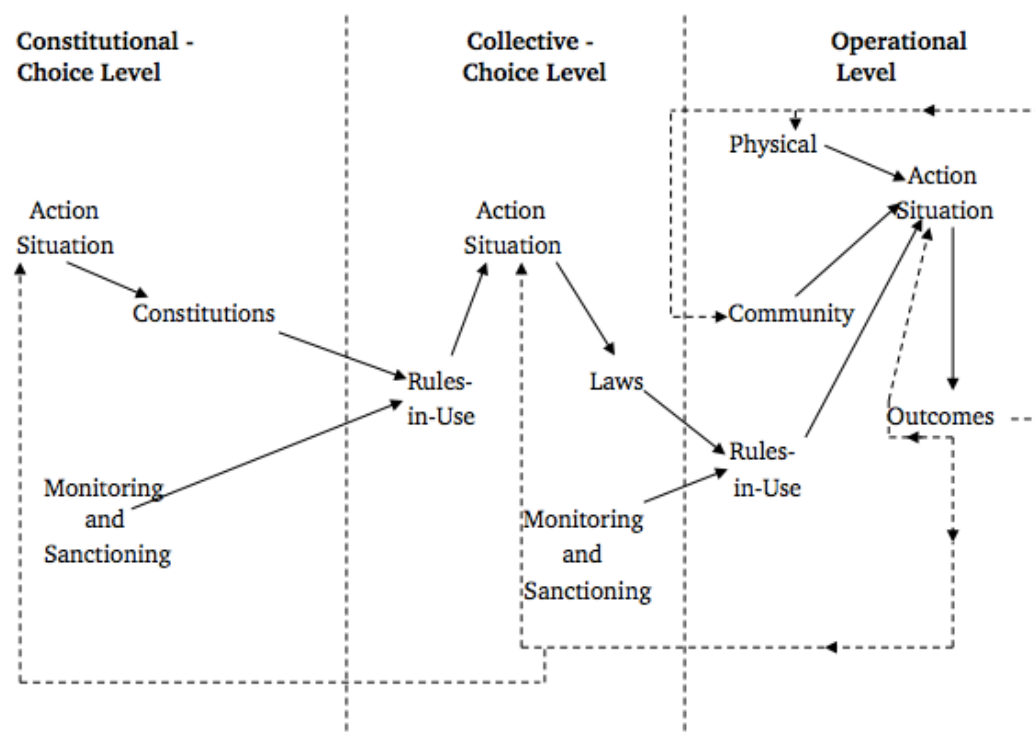 Constitutional -
Choice Level
Collective -
Choice Level
Operational
Level
Physical
Action
Situation
Action
Situation
Action
Situation
Constitutions
Community
Rules-
in-Use
Laws
Outcomes
Rules-
in-Use
Monitoring
and
Sanctioning
Monitoring
and
Sanctioning